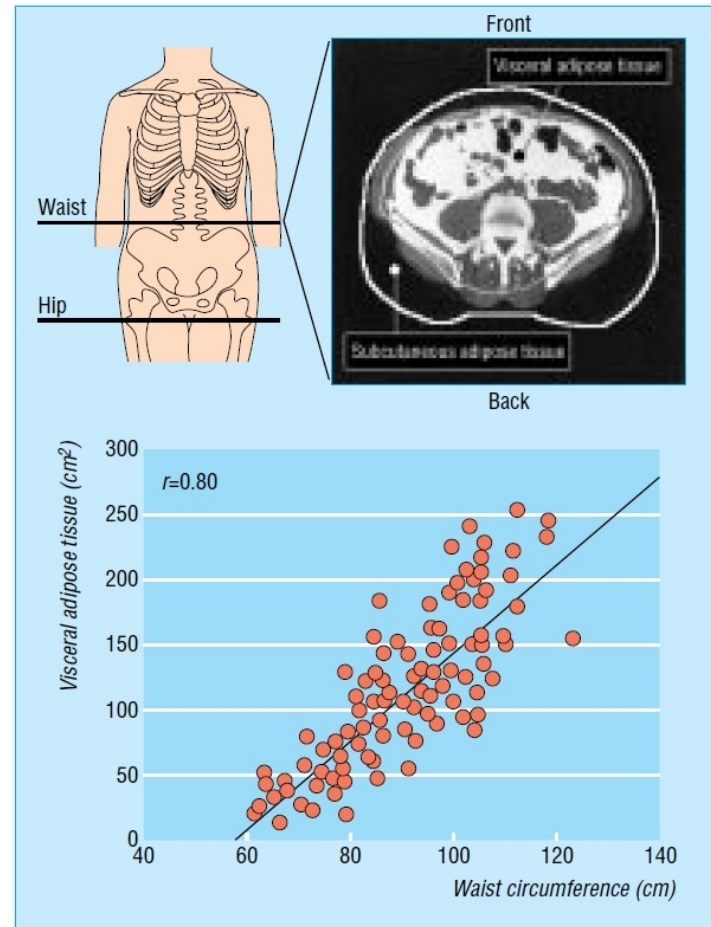 Front
Visceral adipose tissue
Waist
Hip
Subcutaneous adipose tissue
Back
Visceral adipose tissue (cm²)
300
250
200
150
100
50
0
r=0.80
40
60
80
100
120
140
Waist circumference (cm)